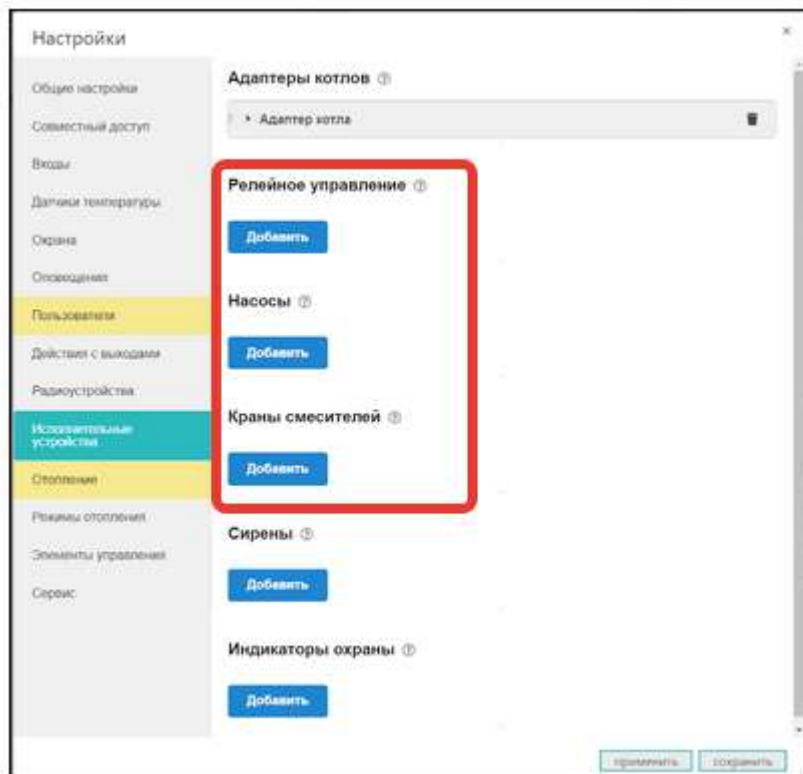 Настройки
×
Общие настройки
Совместный доступ
Входы
Датчики температуры
Охрана
Оповещения
Пользователи
Действия с выходами
Радиоустройства
Исполнительные
устройства
Отопление
Режимы отопления
Элементы управления
Сервис
Адаптеры котлов ?
Адаптер котла
Релейное управление ?
Добавить
Насосы ?
Добавить
Краны смесителей ?
Добавить
Сирены ?
Добавить
Индикаторы охраны ?
Добавить
применить
сохранить